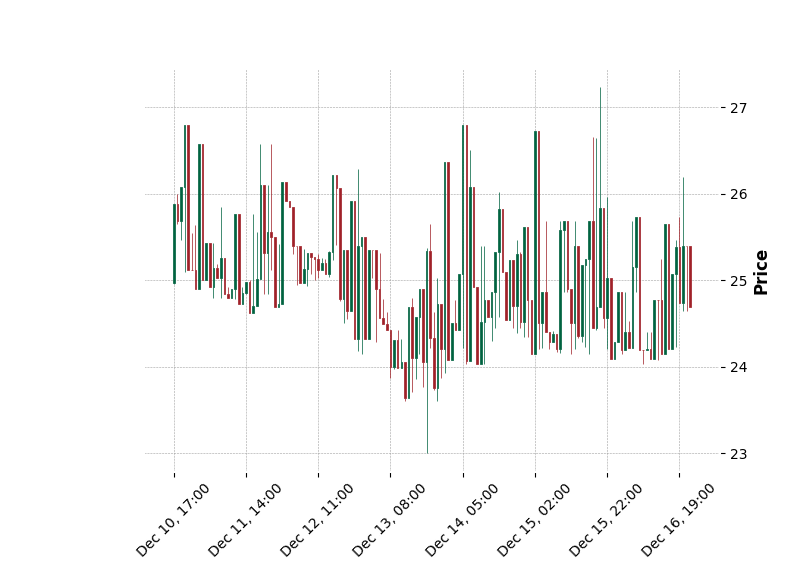 27
26
25
24
23
Price
Dec 10, 17:00
Dec 11, 14:00
Dec 12, 11:00
Dec 13, 08:00
Dec 14, 05:00
Dec 15, 02:00
Dec 15, 22:00
Dec 16, 19:00